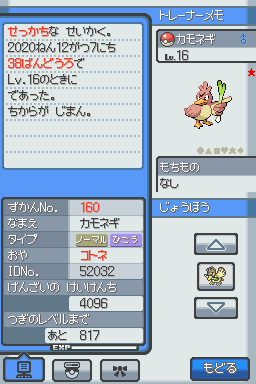 せっかちな せいかく。
2020ねん12がつ7にち
38ばんどうろで
Lv.16のときに
であった。
ちからが じまん。
トレーナーメモ
カモネギ ♂
Lv.16
もちもの
なし
じょうほう
ずかんNo. 160
なまえ カモネギ
タイプ ノーマル ひこう
おや コトネ
IDNo. 52032
げんざいの けいけんち
4096
つぎのレベルまで
あと 817
EXP
もどる